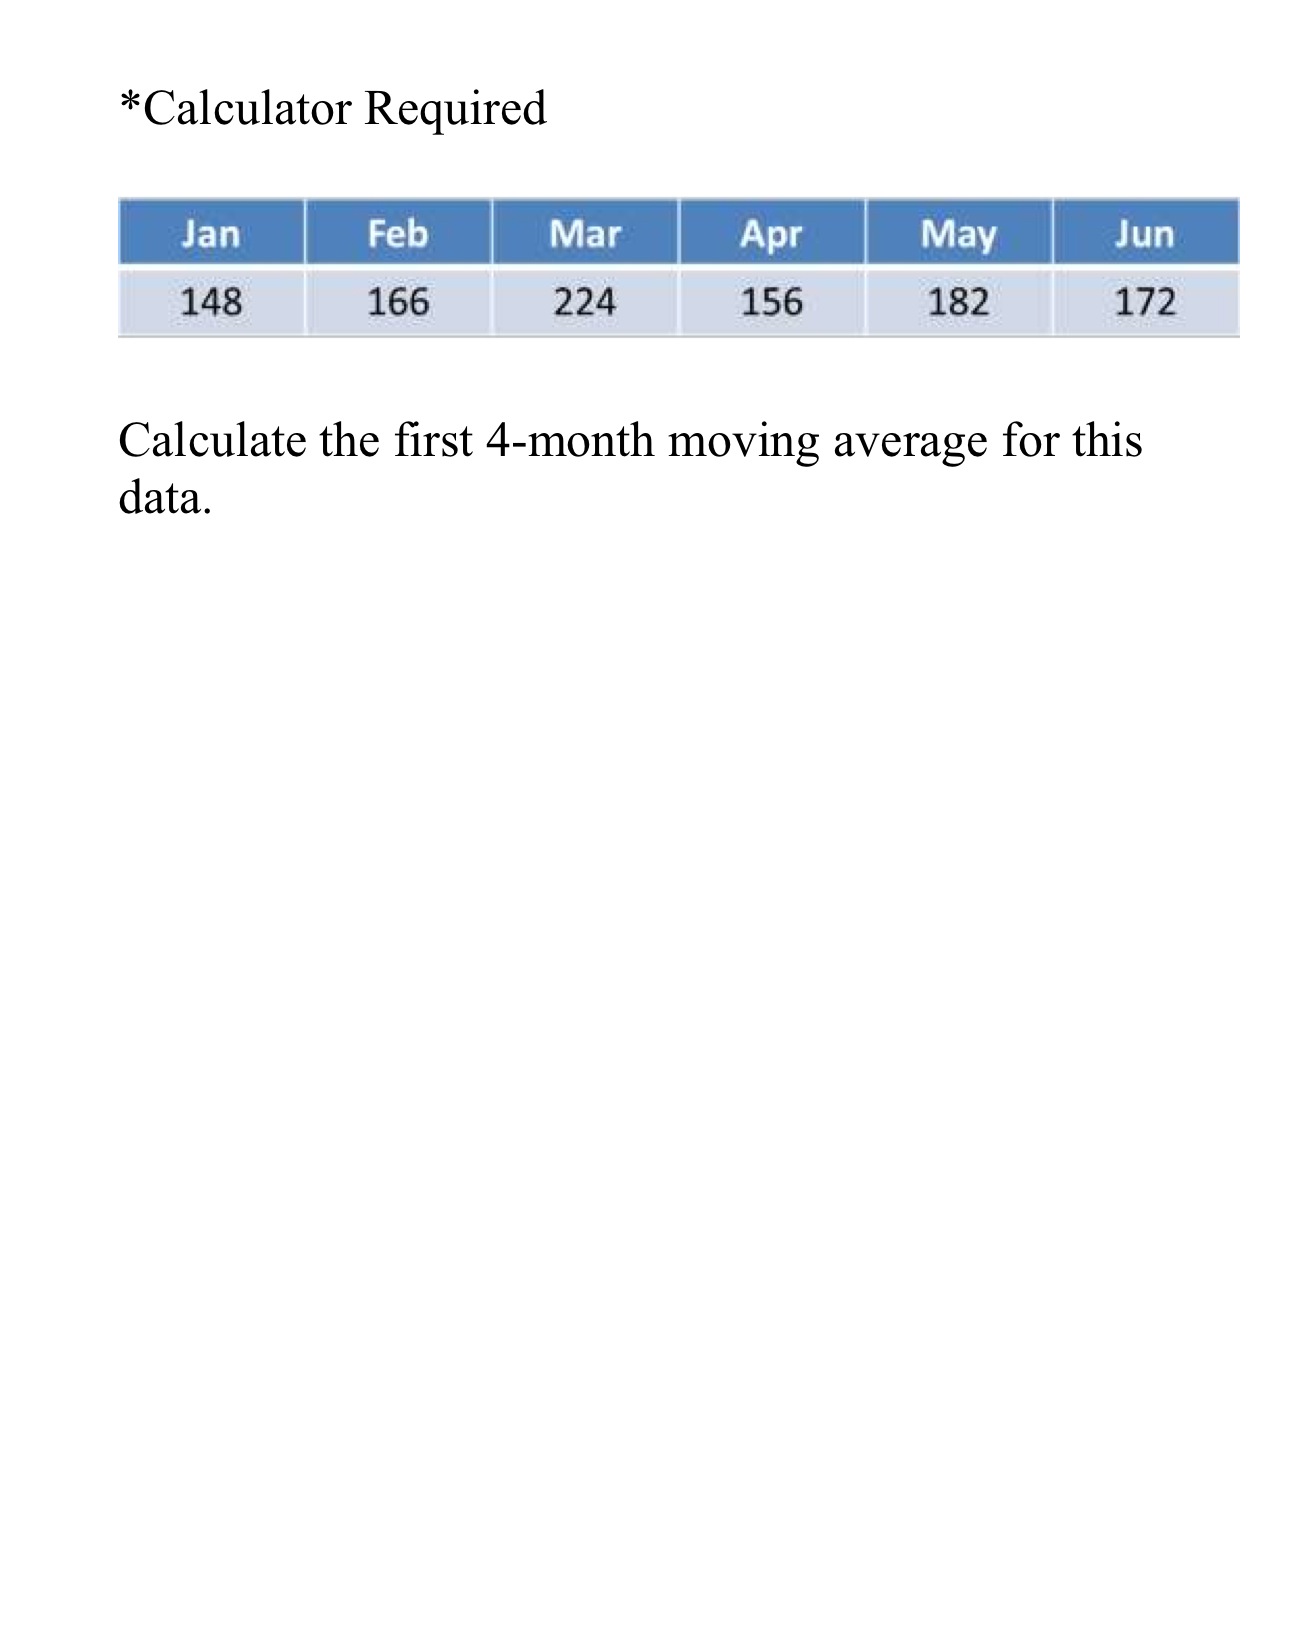 *Calculator Required
Jan Feb Mar Apr May Jun
148 166 224 156 182 172
Calculate the first 4-month moving average for this
data.